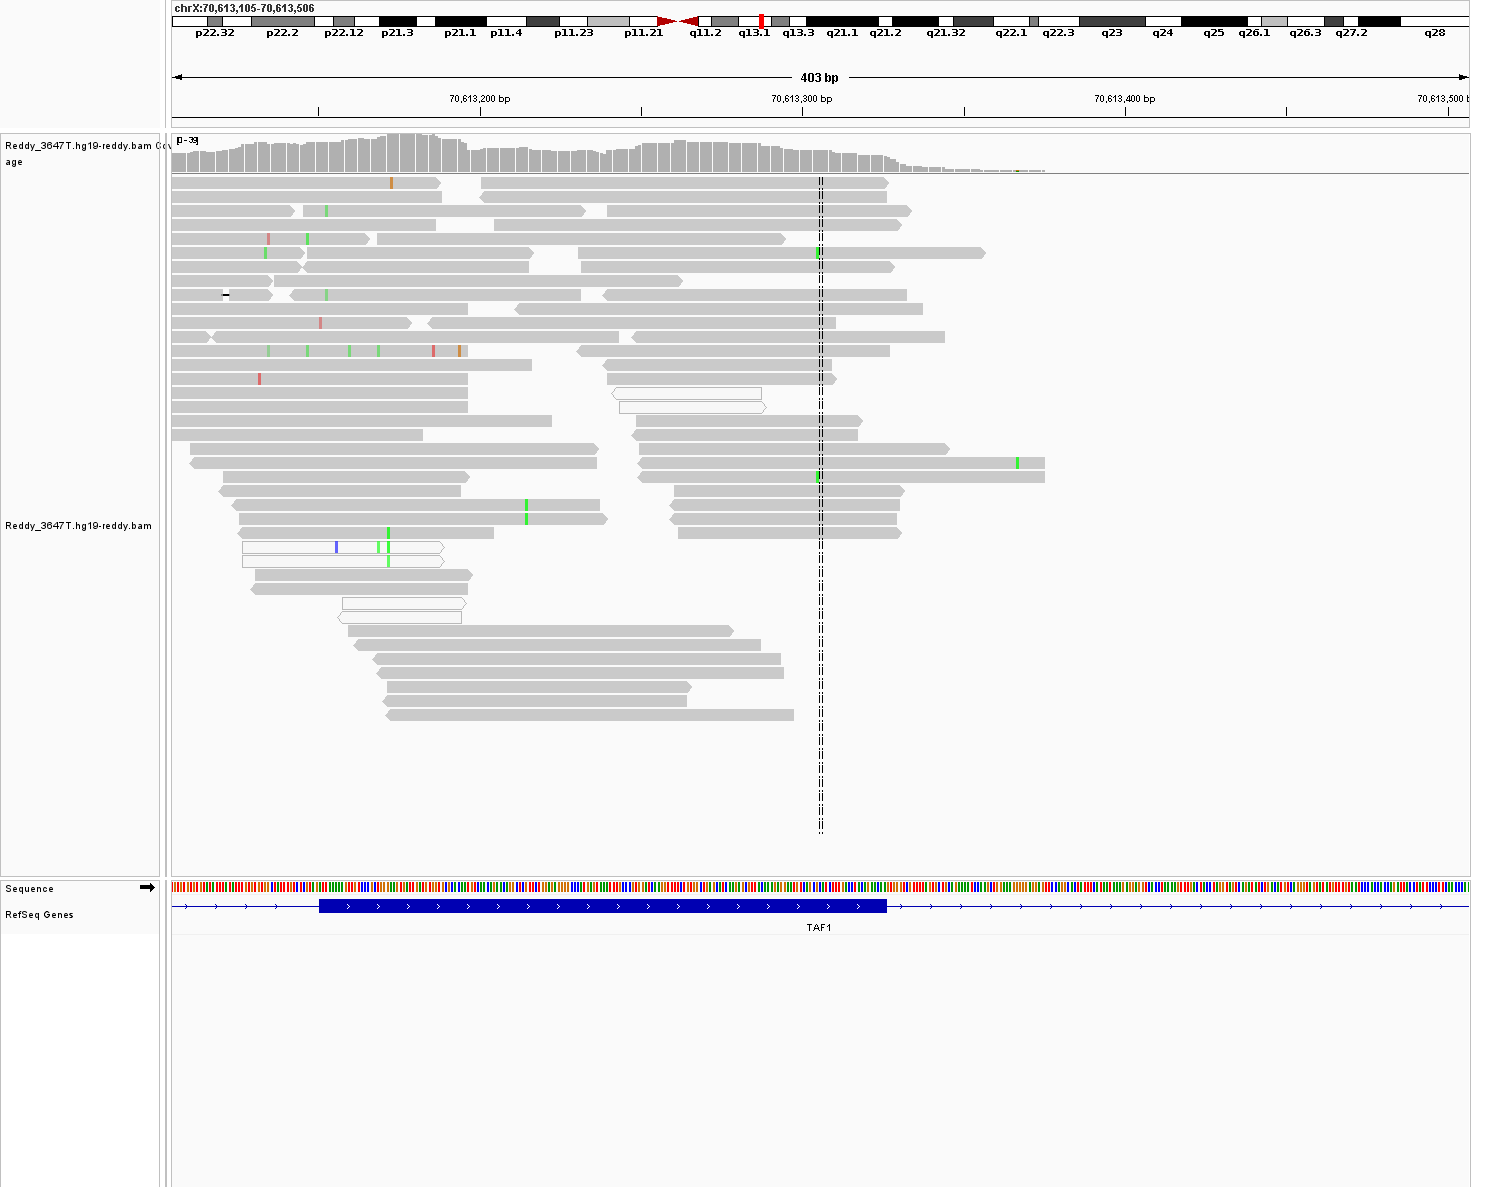 chrX:70,613,105-70,613,506
p22.32 p22.2 p22.12 p21.3 p21.1 p11.4 p11.23 p11.21 q11.2 q13.1 q13.3 q21.1 q21.2 q21.32 q22.1 q22.3 q23 q24 q25 q26.1 q26.3 q27.2 q28
403 bp
70,613,200 bp 70,613,300 bp 70,613,400 bp 70,613,500 b
Reddy_3647T.hg19-reddy.bam Cov
age
[0-39]
Reddy_3647T.hg19-reddy.bam
Sequence
RefSeq Genes
TAF1